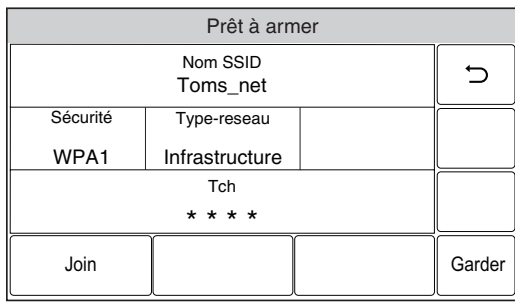 Prêt à armer
Nom SSID
Toms_net
Sécurité
Type-reseau
WPA1
Infrastructure
Tch
* * * *
Join
Garder